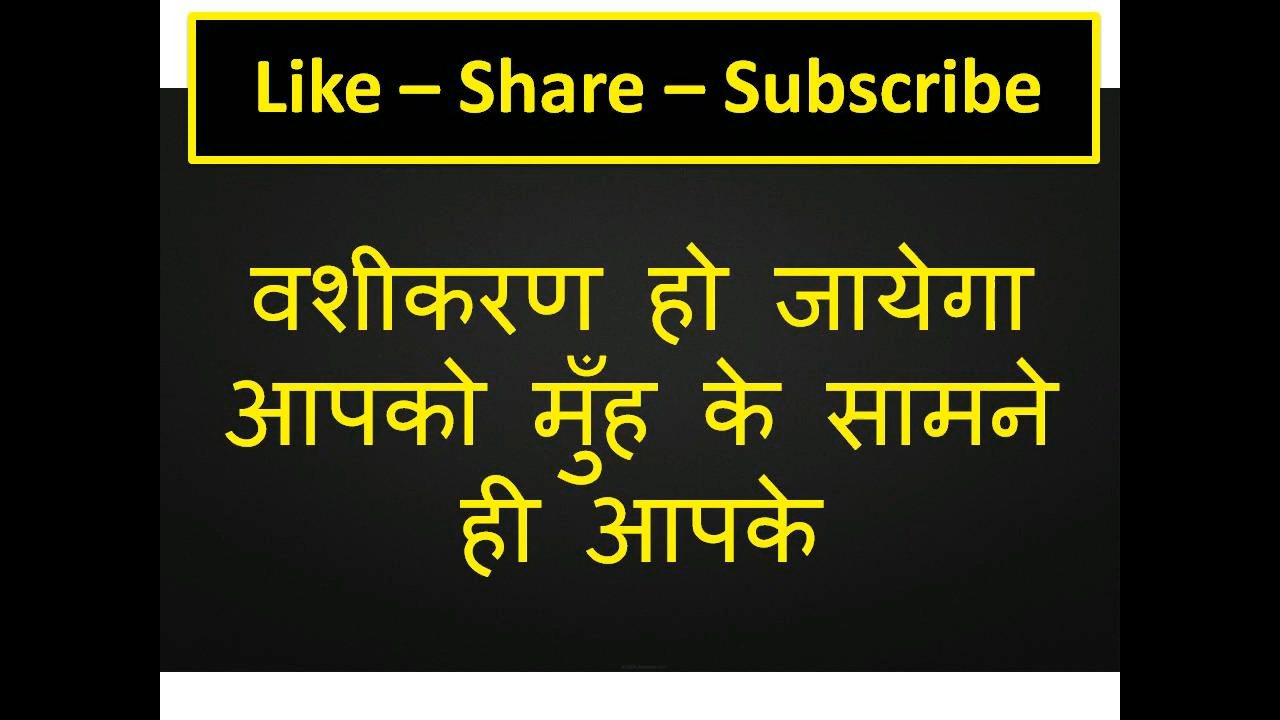 Like – Share – Subscribe
वशीकरण हो जायेगा
आपको मुँह के सामने
ही आपके